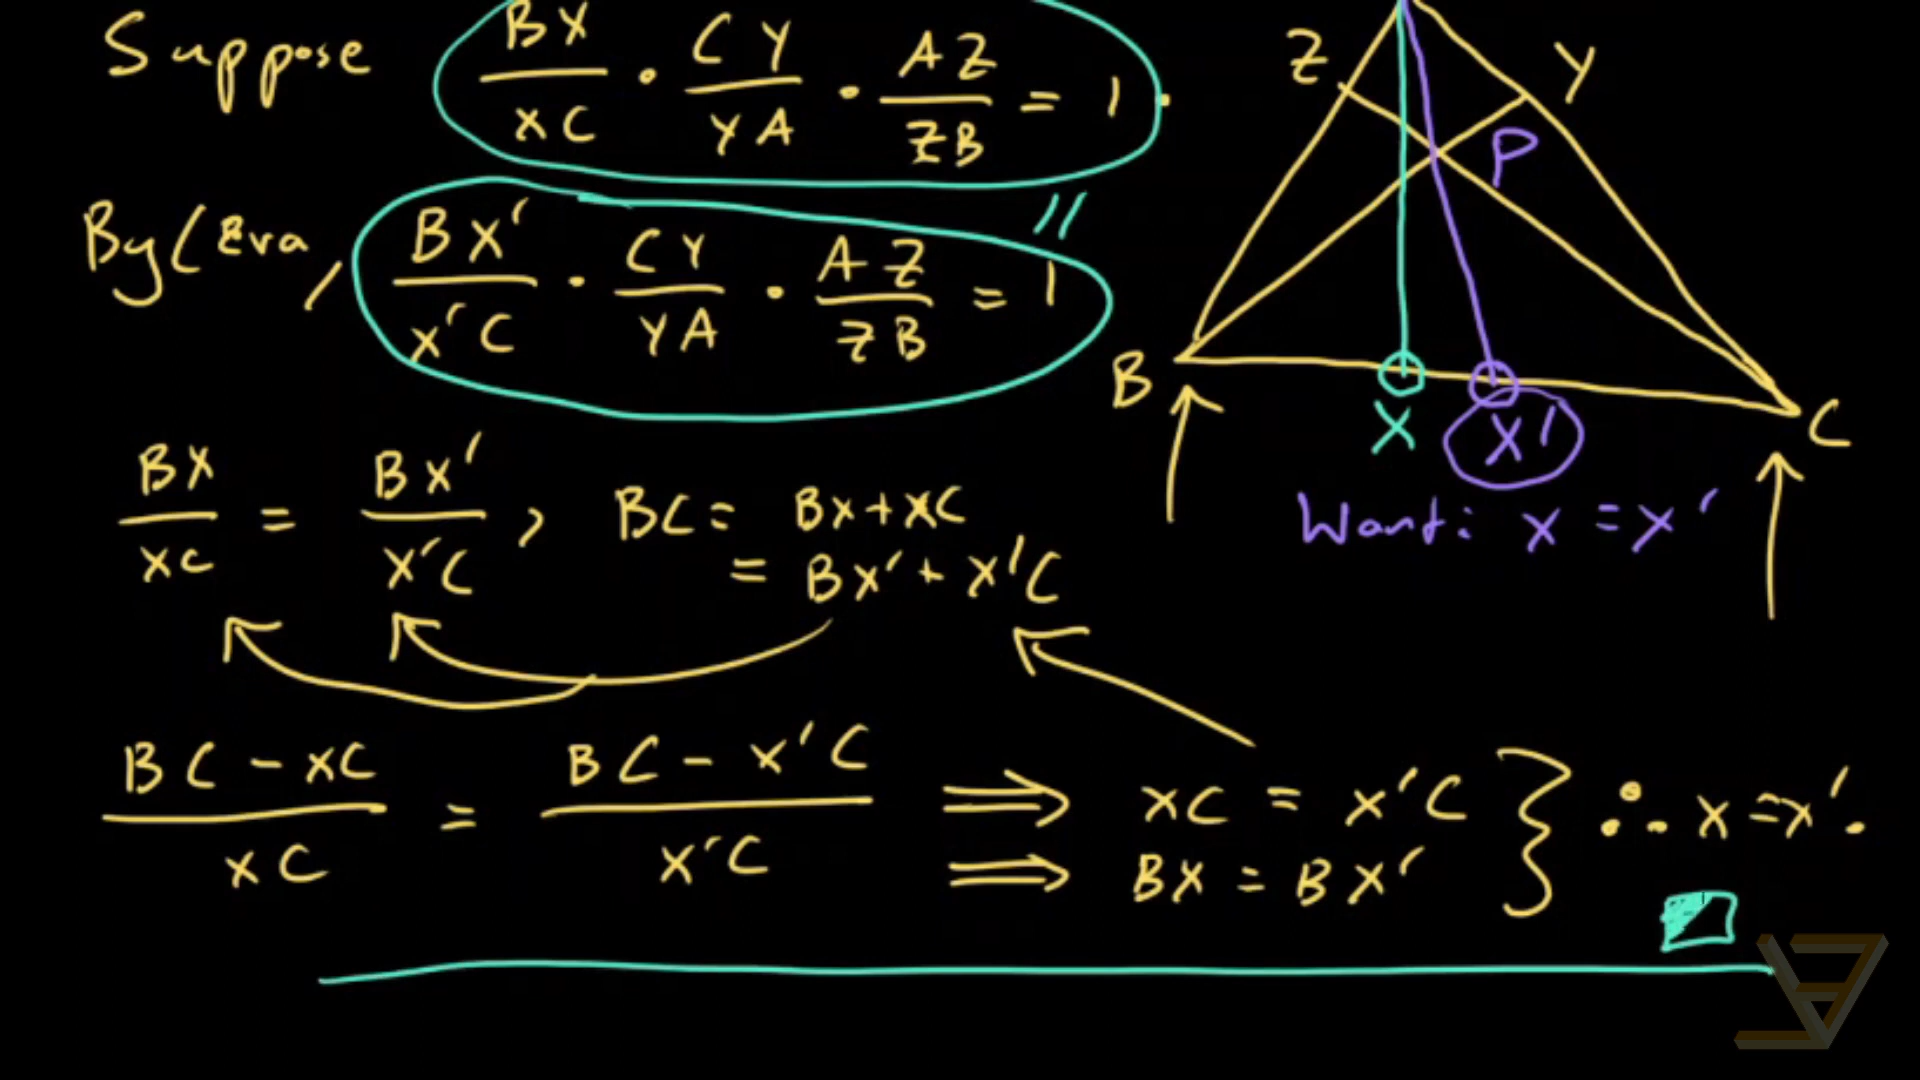 Suppose BX/XC · CY/YA · AZ/ZB = 1.
By Ceva, BX'/X'C · CY/YA · AZ/ZB = 1
//
BX/XC = BX'/X'C, BC = BX + XC
= BX' + X'C
BC - XC/XC = BC - X'C/X'C ⇒ XC = X'C
⇒ BX = BX' } ∴ X = X'.
Z
Y
P
B
X
X'
C
Want: X = X'